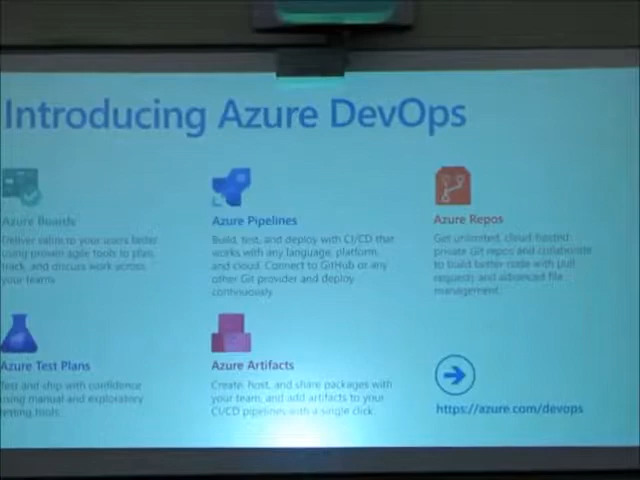 Introducing Azure DevOps
Azure Boards
Deliver value to your users faster
using proven agile tools to plan,
track, and discuss work across
your teams.
Azure Pipelines
Build, test, and deploy with CI/CD that
works with any language, platform,
and cloud. Connect to GitHub or any
other Git provider and deploy
continuously.
Azure Repos
Get unlimited, cloud-hosted
private Git repos and collaborate
to build better code with pull
requests and advanced file
management.
Azure Test Plans
Test and ship with confidence
using manual and exploratory
testing tools.
Azure Artifacts
Create, host, and share packages with
your team, and add artifacts to your
CI/CD pipelines with a single click.
https://azure.com/devops